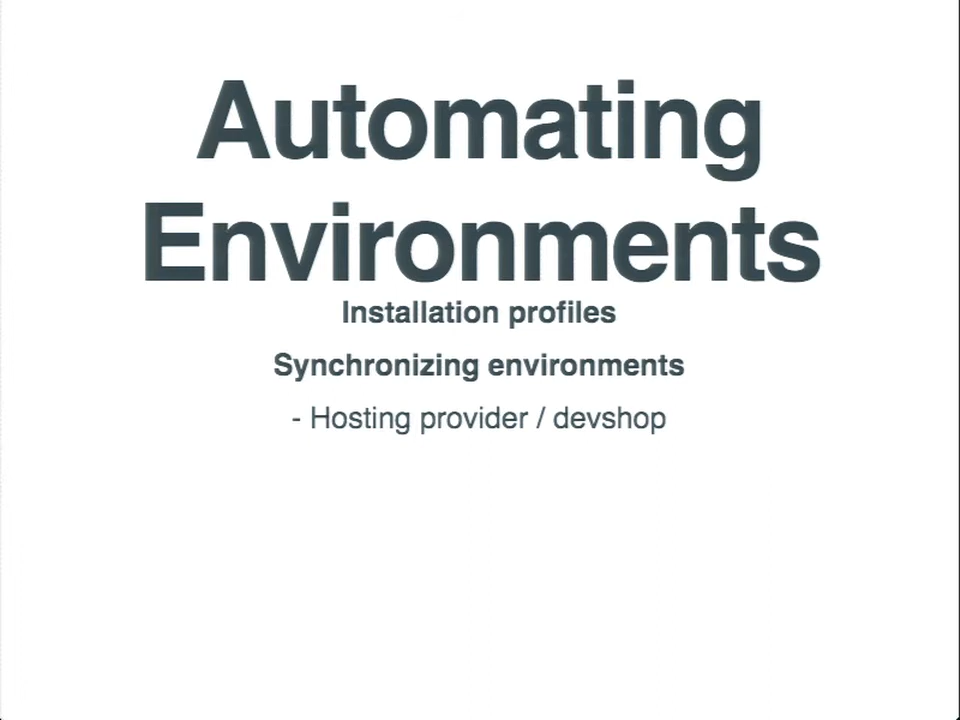 Automating
Environments
Installation profiles
Synchronizing environments
- Hosting provider / devshop